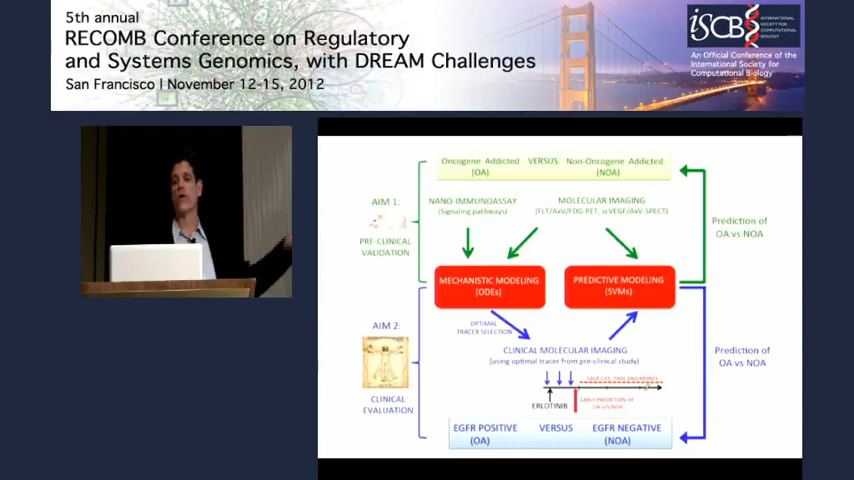 5th annual
RECOMB Conference on Regulatory
and Systems Genomics, with DREAM Challenges
San Francisco | November 12-15, 2012
iSCB
INTERNATIONAL
SOCIETY FOR
COMPUTATIONAL
BIOLOGY
An Official Conference of the
International Society for
Computational Biology
Oncogene Addicted VERSUS Non-Oncogene Addicted
(OA) (NOA)
AIM 1:
PRE-CLINICAL
VALIDATION
NANO-IMMUNOASSAY
(Signaling pathways)
MOLECULAR IMAGING
(FLT/AxV/FDG-PET, scVEGF/AxV-SPECT)
Prediction of
OA vs NOA
MECHANISTIC MODELING
(ODEs)
PREDICTIVE MODELING
(SVMs)
AIM 2:
CLINICAL
EVALUATION
OPTIMAL
TRACER SELECTION
CLINICAL MOLECULAR IMAGING
(using optimal tracer from pre-clinical study)
Prediction of
OA vs NOA
SAVE LIFE, TIME AND MONEY
ERLOTINIB
EARLY PREDICTION OF
OA VS NOA
EGFR POSITIVE VERSUS EGFR NEGATIVE
(OA) (NOA)